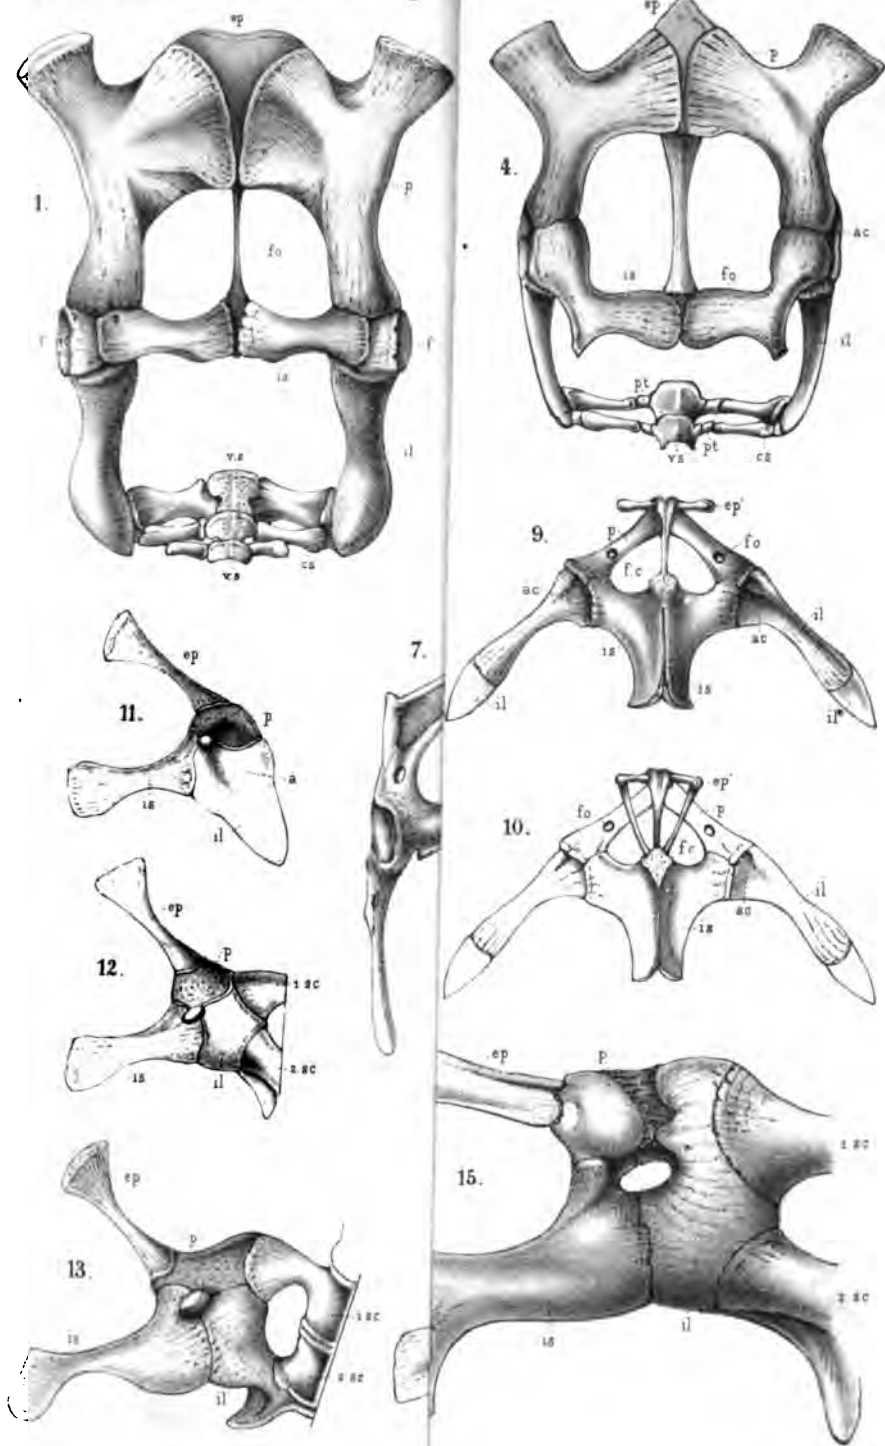 ep
1.
p
fo
f
f
is
il
v.s
cs
v.s
ep
p
4.
ac
is
fo
il
pt
pt
vs
cs
9.
ep'
p
fo
f.c
ac
il
ac
is
is
il
il
7.
11.
ep
p
a
is
il
10.
ep'
fo
p
fc
il
ac
is
12.
ep
p
1 sc
2. sc
is
il
13.
ep
p
is
1 sc
2 sc
il
15.
ep
p
1 sc
2 sc
is
il